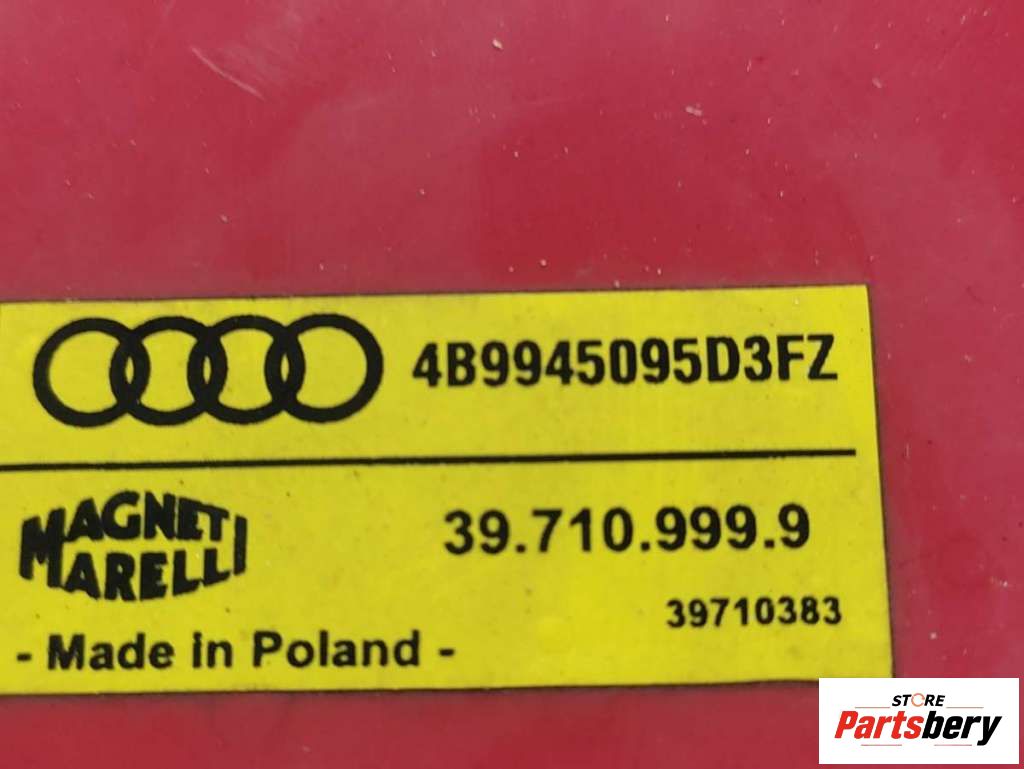 4B9945095D3FZ
MAGNETI
MARELLI
39.710.999.9
39710383
- Made in Poland -
STORE
Partsbery